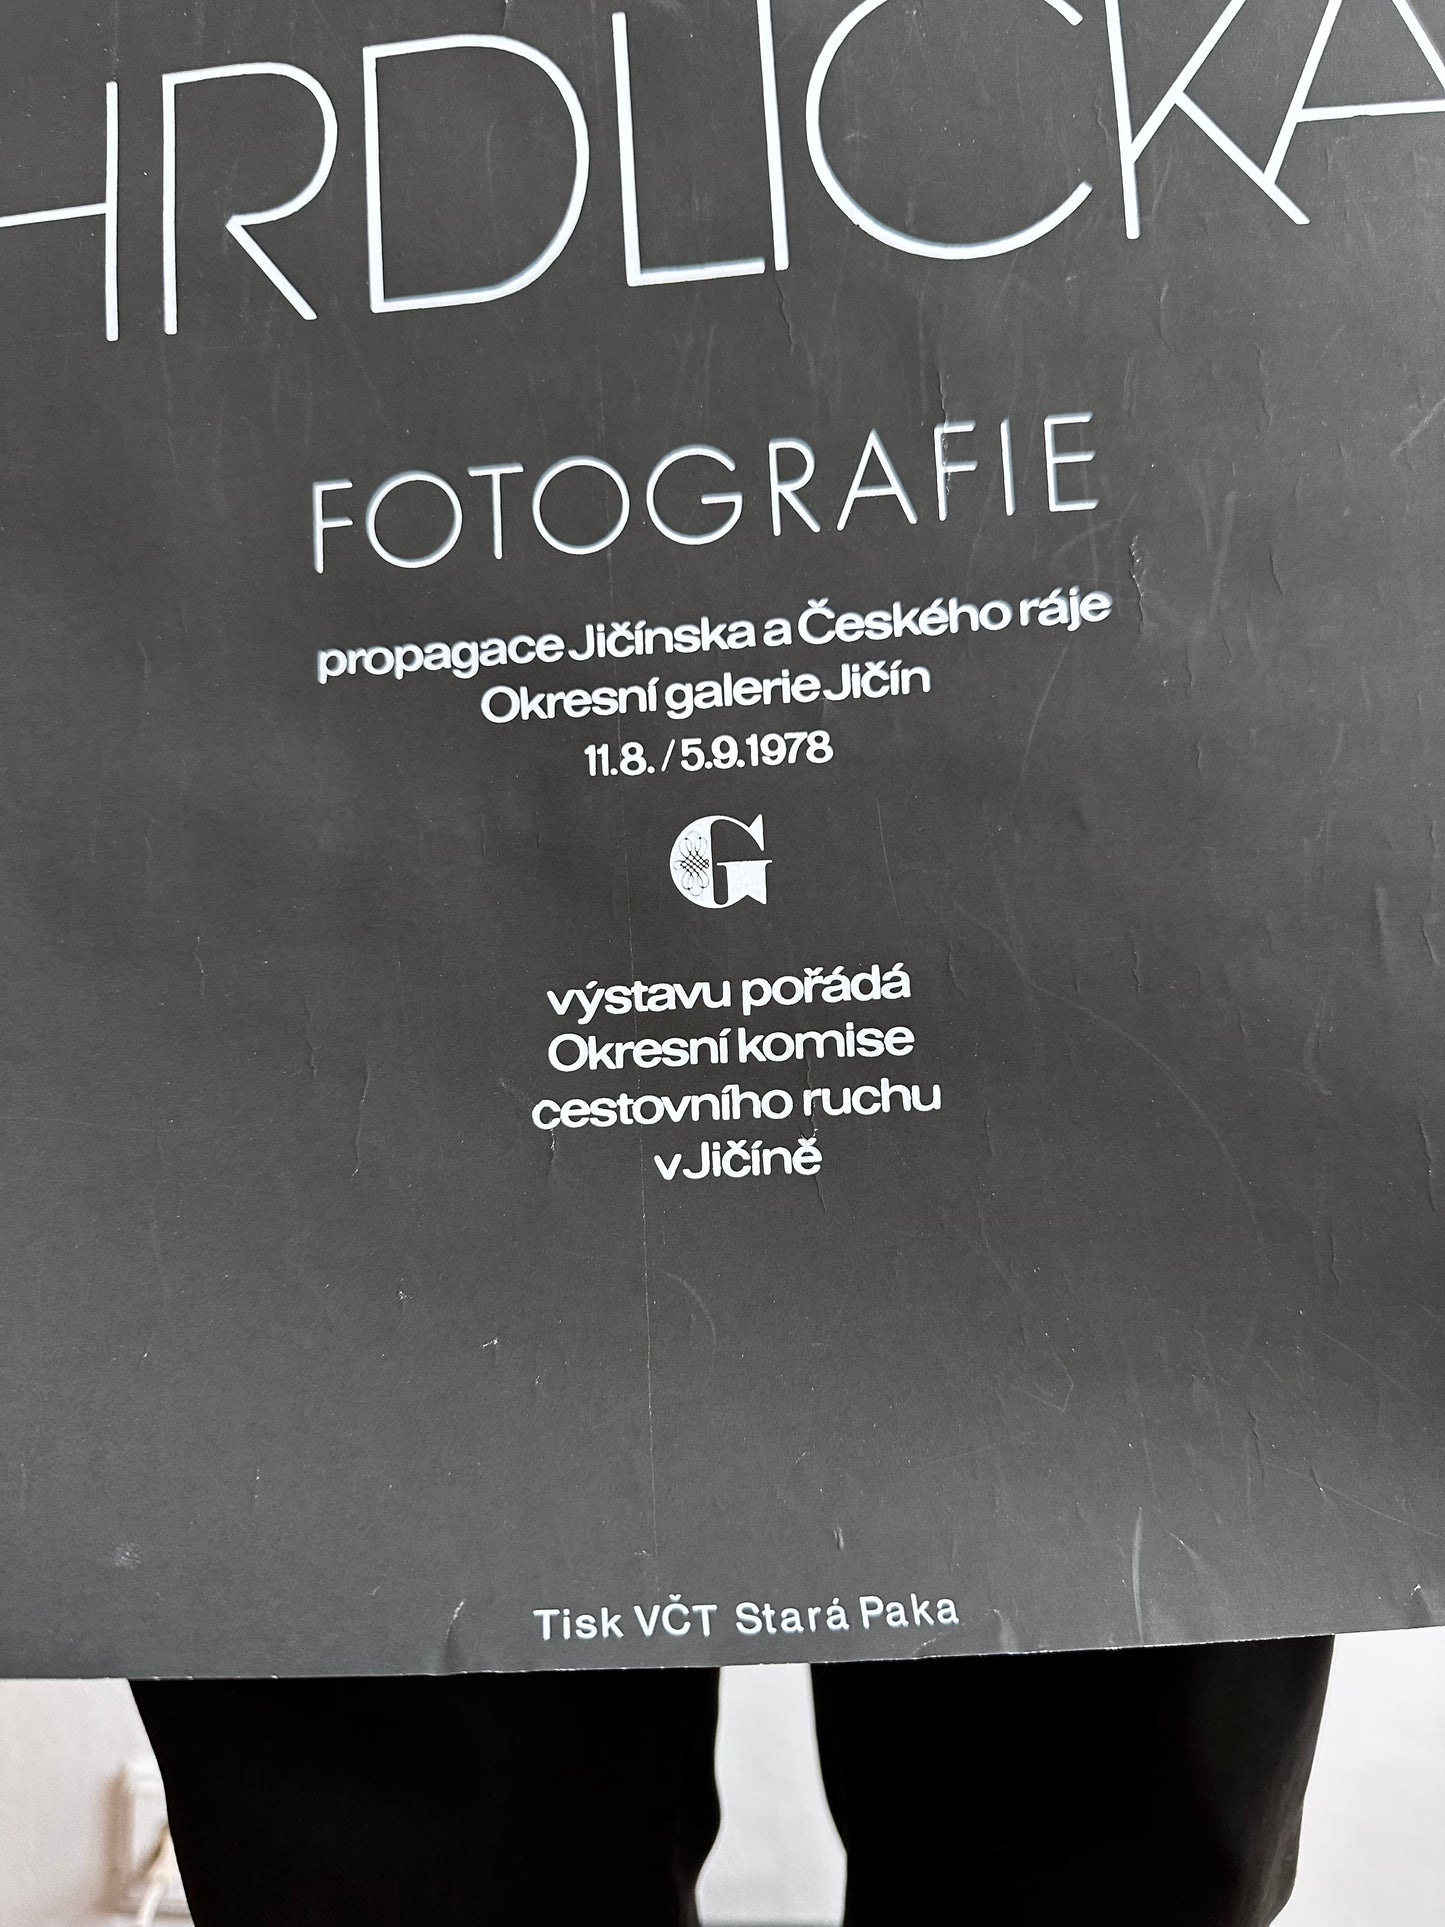 HRDLIČKA
FOTOGRAFIE
propagace Jičínska a Českého ráje
Okresní galerie Jičín
11.8. / 5.9.1978
G
výstavu pořádá
Okresní komise
cestovního ruchu
v Jičíně
Tisk VČT Stará Paka